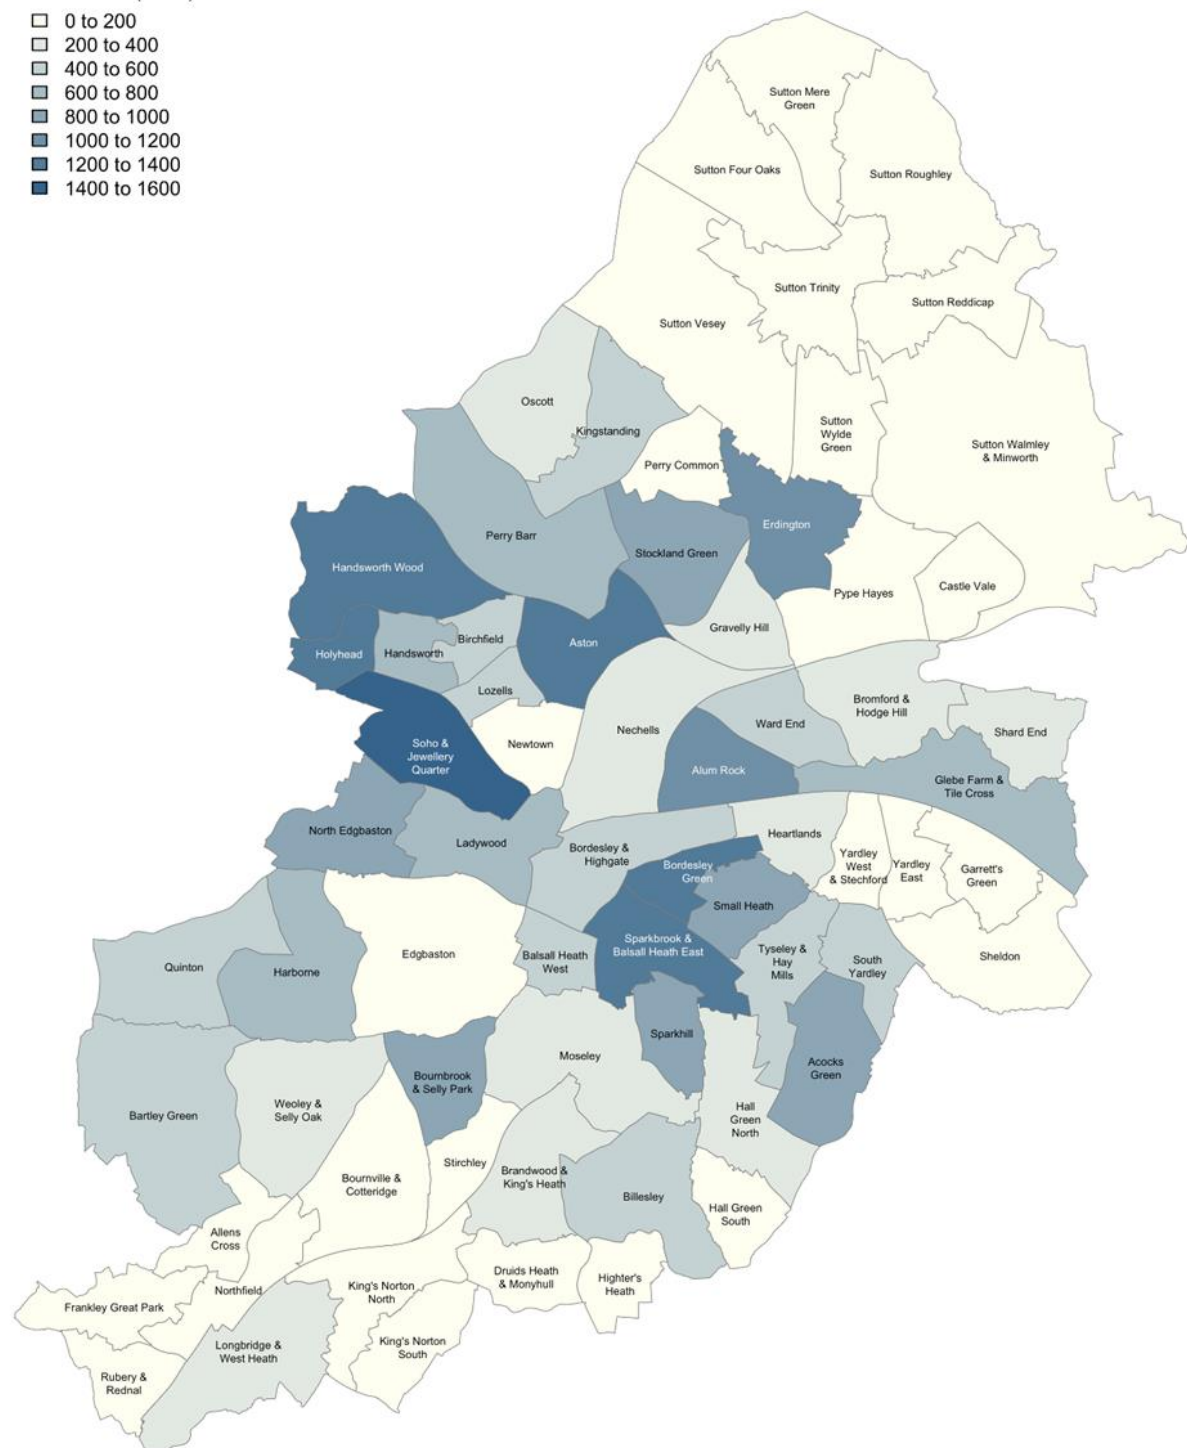 0 to 200
200 to 400
400 to 600
600 to 800
800 to 1000
1000 to 1200
1200 to 1400
1400 to 1600
Sutton Mere
Green
Sutton Four Oaks
Sutton Roughley
Sutton Trinity
Sutton Reddicap
Sutton Vesey
Oscott
Kingstanding
Sutton
Wylde
Green
Sutton Walmley
& Minworth
Perry Common
Erdington
Perry Barr
Stockland Green
Handsworth Wood
Pype Hayes
Castle Vale
Gravelly Hill
Birchfield
Aston
Holyhead
Handsworth
Lozells
Bromford &
Hodge Hill
Ward End
Nechells
Shard End
Newtown
Soho &
Jewellery
Quarter
Alum Rock
Glebe Farm &
Tile Cross
North Edgbaston
Ladywood
Heartlands
Bordesley &
Highgate
Yardley
West
& Stechford
Yardley
East
Garrett's
Green
Bordesley
Green
Small Heath
Edgbaston
Sparkbrook &
Balsall Heath East
Balsall Heath
West
Tyseley &
Hay
Mills
South
Yardley
Sheldon
Quinton
Harborne
Sparkhill
Moseley
Acocks
Green
Bournbrook
& Selly Park
Weoley &
Selly Oak
Bartley Green
Hall
Green
North
Stirchley
Bournville &
Cotteridge
Brandwood &
King's Heath
Billesley
Hall Green
South
Allens
Cross
Druids Heath
& Monyhull
Highter's
Heath
King's Norton
North
Northfield
Frankley Great Park
Longbridge &
West Heath
King's Norton
South
Rubery &
Rednal